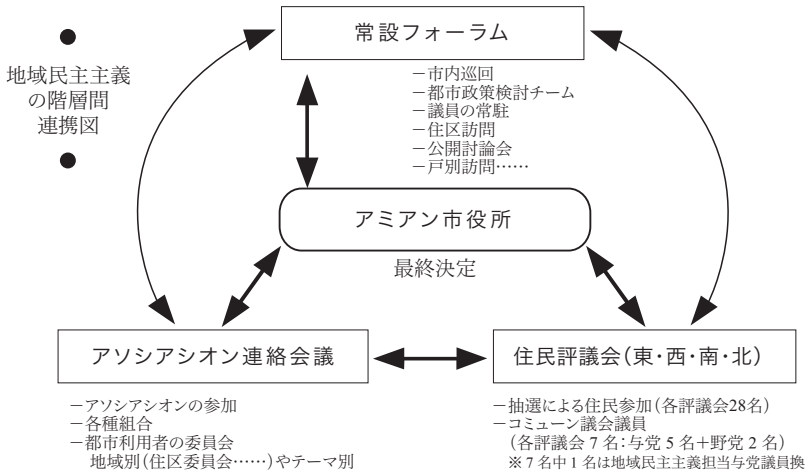 常設フォーラム
地域民主主義
の階層間
連携図
－市内巡回
－都市政策検討チーム
－議員の常駐
－住区訪問
－公開討論会
－戸別訪問……
アミアン市役所
最終決定
アソシアシオン連絡会議
－アソシアシオンの参加
－各種組合
－都市利用者の委員会
地域別（住区委員会……）やテーマ別
住民評議会（東・西・南・北）
－抽選による住民参加（各評議会28名）
－コミューン議会議員
（各評議会７名：与党５名＋野党２名）
※７名中１名は地域民主主義担当与党議員換